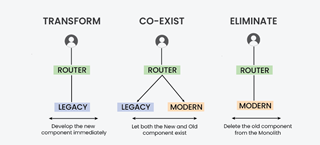 TRANSFORM
CO-EXIST
ELIMINATE
ROUTER
ROUTER
ROUTER
LEGACY
LEGACY
MODERN
MODERN
Develop the new
component immediately
Let both the New and Old
component exist
Delete the old component
from the Monolith